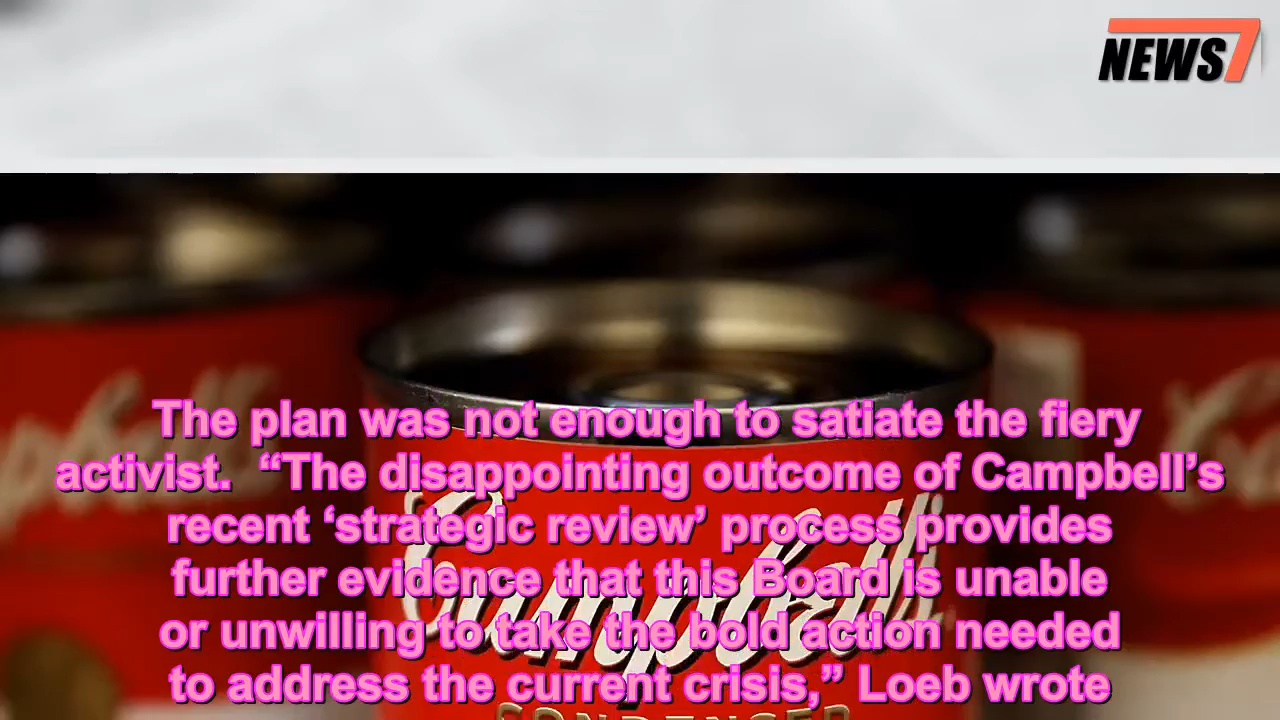 NEWS7
The plan was not enough to satiate the fiery
activist. “The disappointing outcome of Campbell’s
recent ‘strategic review’ process provides
further evidence that this Board is unable
or unwilling to take the bold action needed
to address the current crisis,” Loeb wrote
Campbell's
CONDENSED